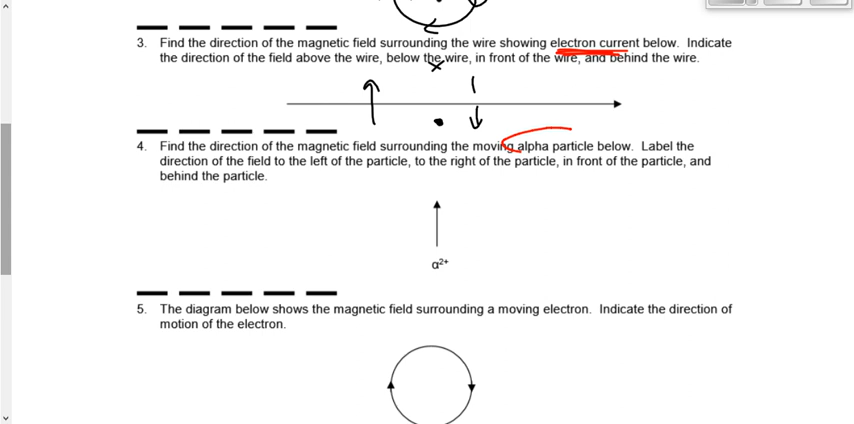 3. Find the direction of the magnetic field surrounding the wire showing electron current below. Indicate
the direction of the field above the wire, below the wire, in front of the wire, and behind the wire.
4. Find the direction of the magnetic field surrounding the moving alpha particle below. Label the
direction of the field to the left of the particle, to the right of the particle, in front of the particle, and
behind the particle.
α²⁺
5. The diagram below shows the magnetic field surrounding a moving electron. Indicate the direction of
motion of the electron.